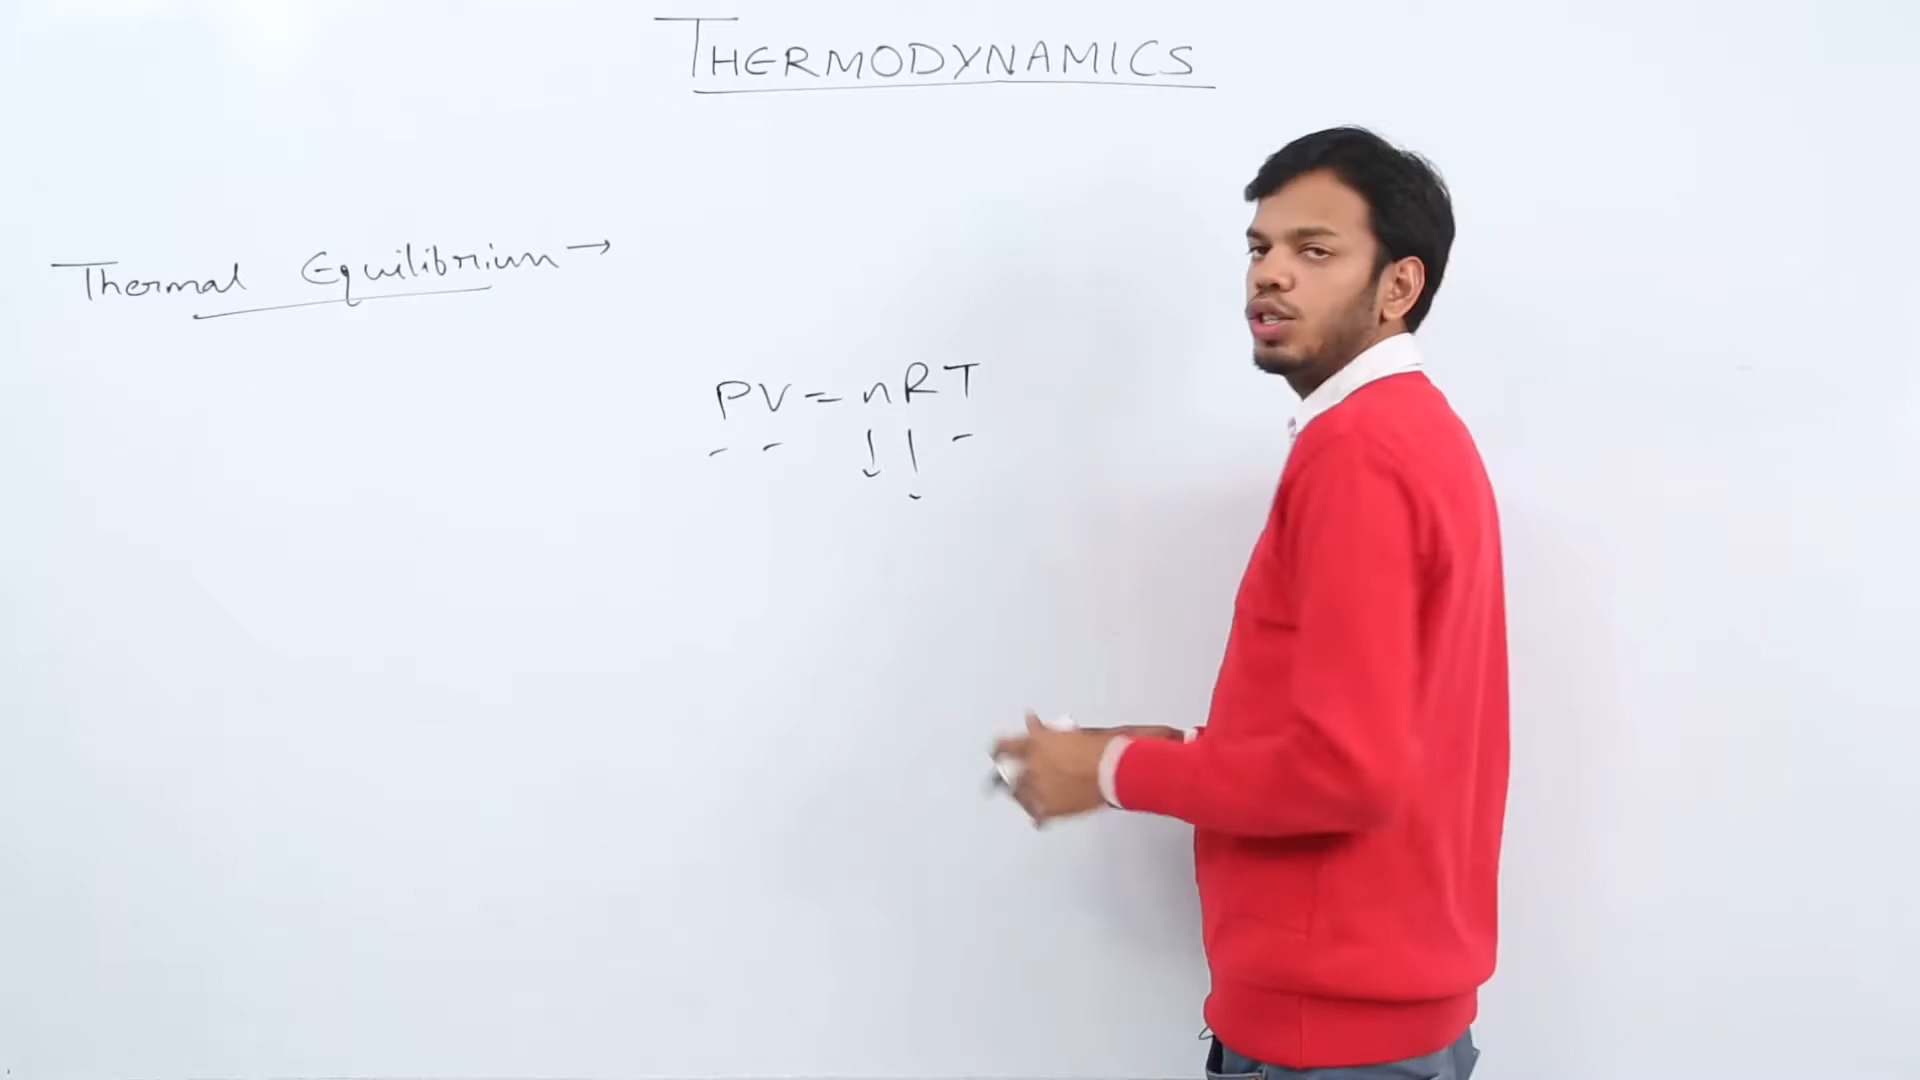 THERMODYNAMICS
Thermal Equilibrium →
PV = nRT